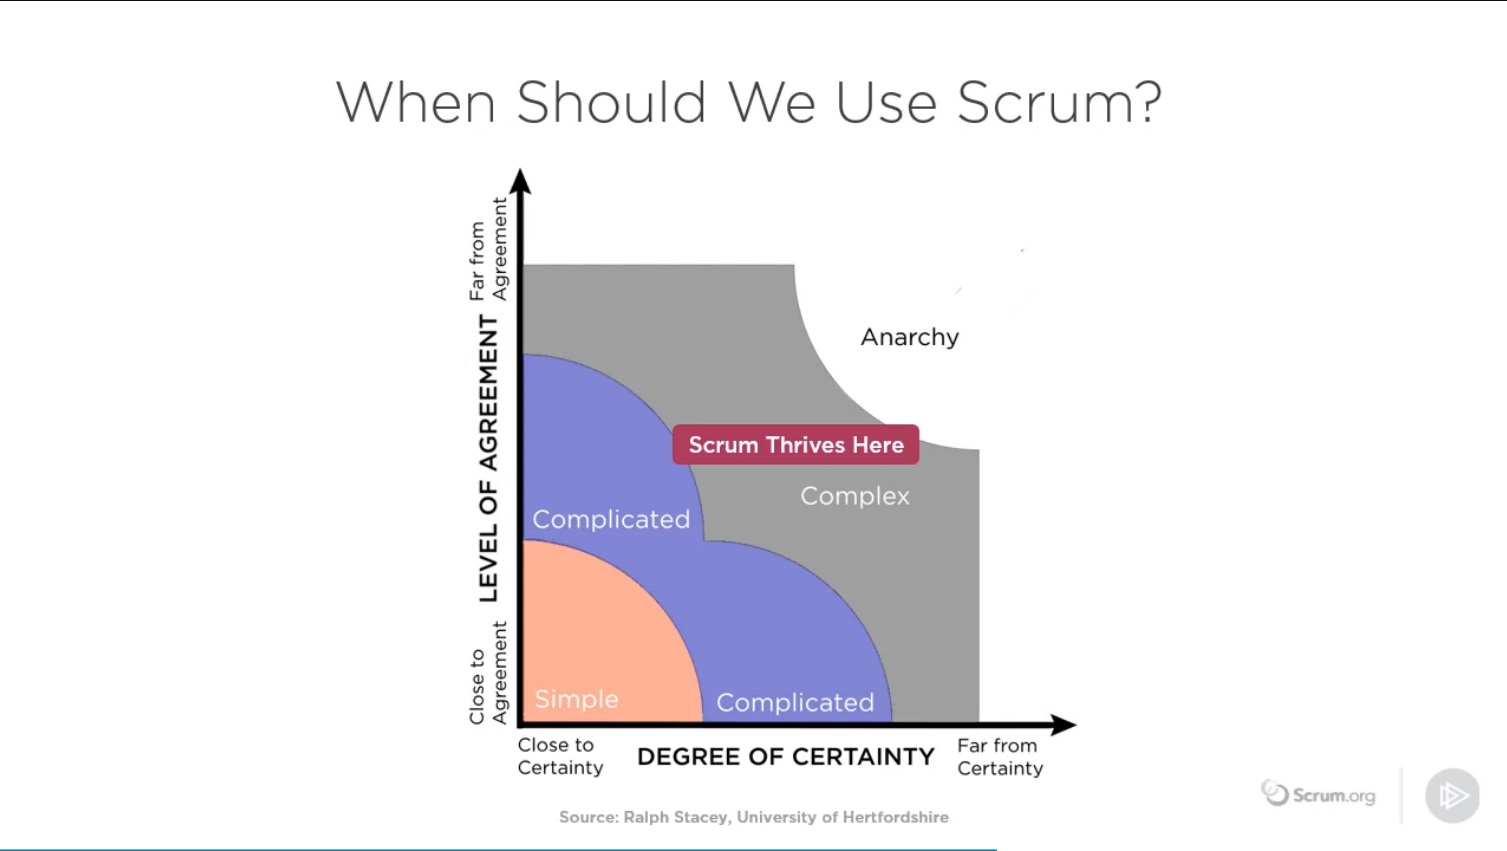 When Should We Use Scrum?
Far from
Agreement
LEVEL OF AGREEMENT
Close to
Agreement
Anarchy
Scrum Thrives Here
Complex
Complicated
Simple
Complicated
Close to
Certainty
DEGREE OF CERTAINTY
Far from
Certainty
Source: Ralph Stacey, University of Hertfordshire
Scrum.org